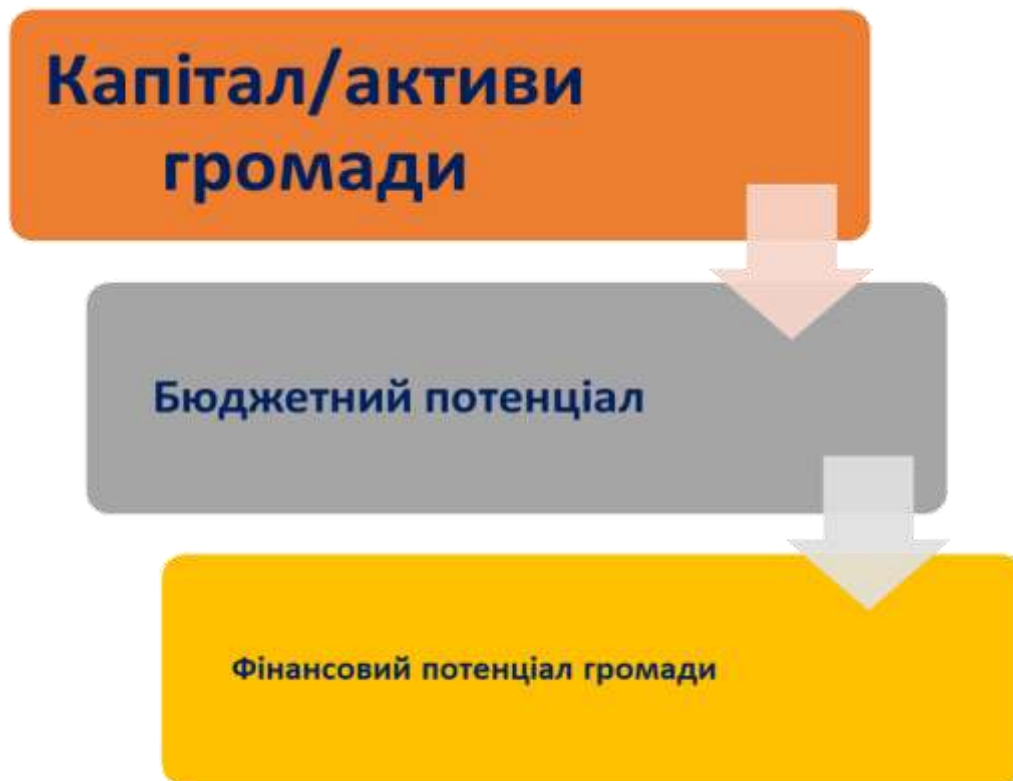 Капітал/активи
громади
Бюджетний потенціал
Фінансовий потенціал громади